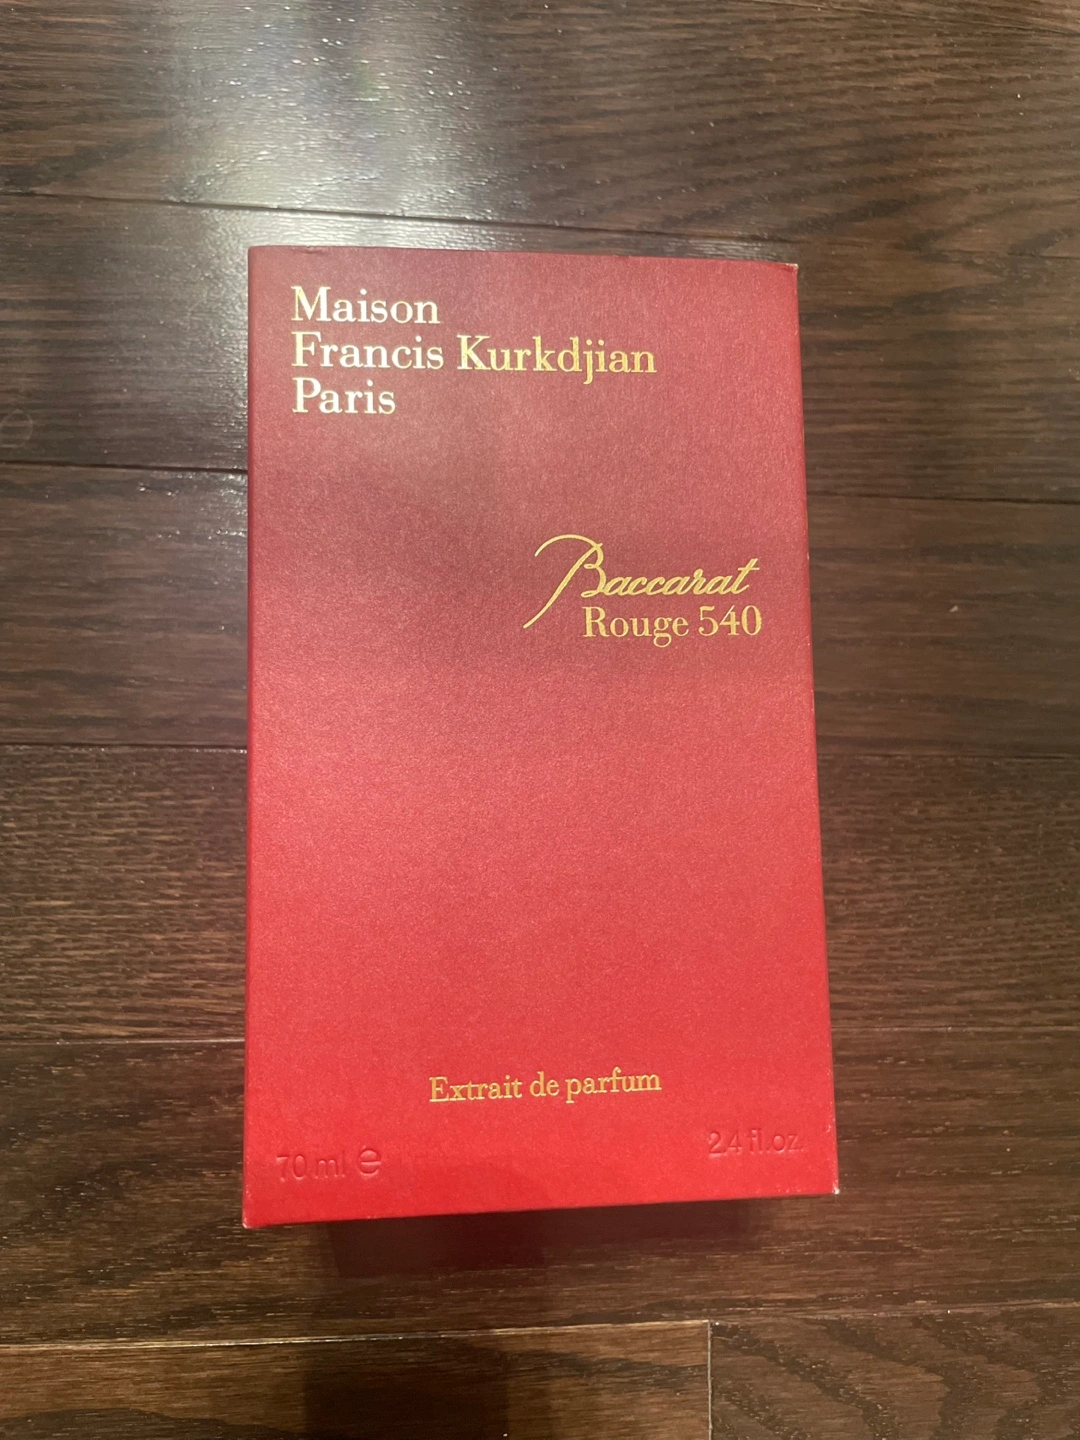 Maison
Francis Kurkdjian
Paris
Baccarat
Rouge 540
Extrait de parfum
70 ml ℮
2.4 fl.oz.